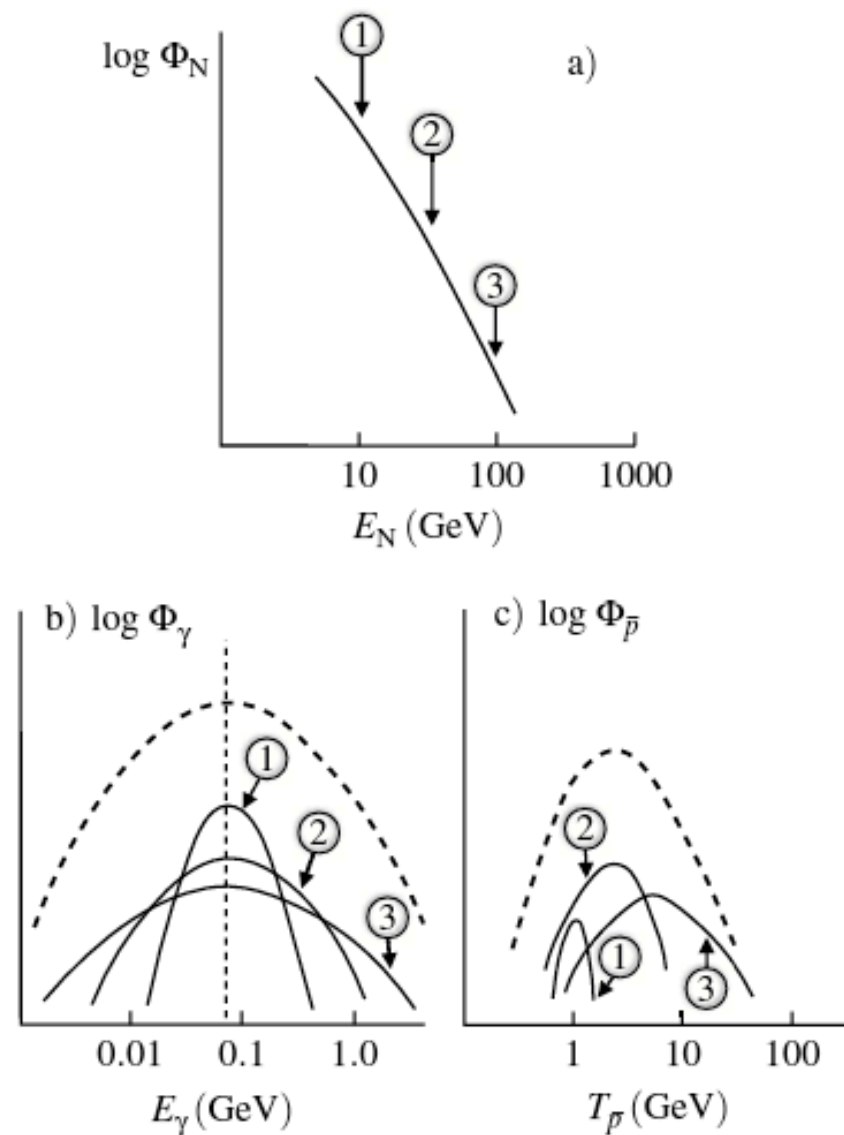 log Φ_N
a)
①
②
③
10 100 1000
E_N (GeV)
b) log Φ_γ
①
②
③
0.01 0.1 1.0
E_γ (GeV)
c) log Φ_p̅
②
①
③
1 10 100
T_p̅ (GeV)